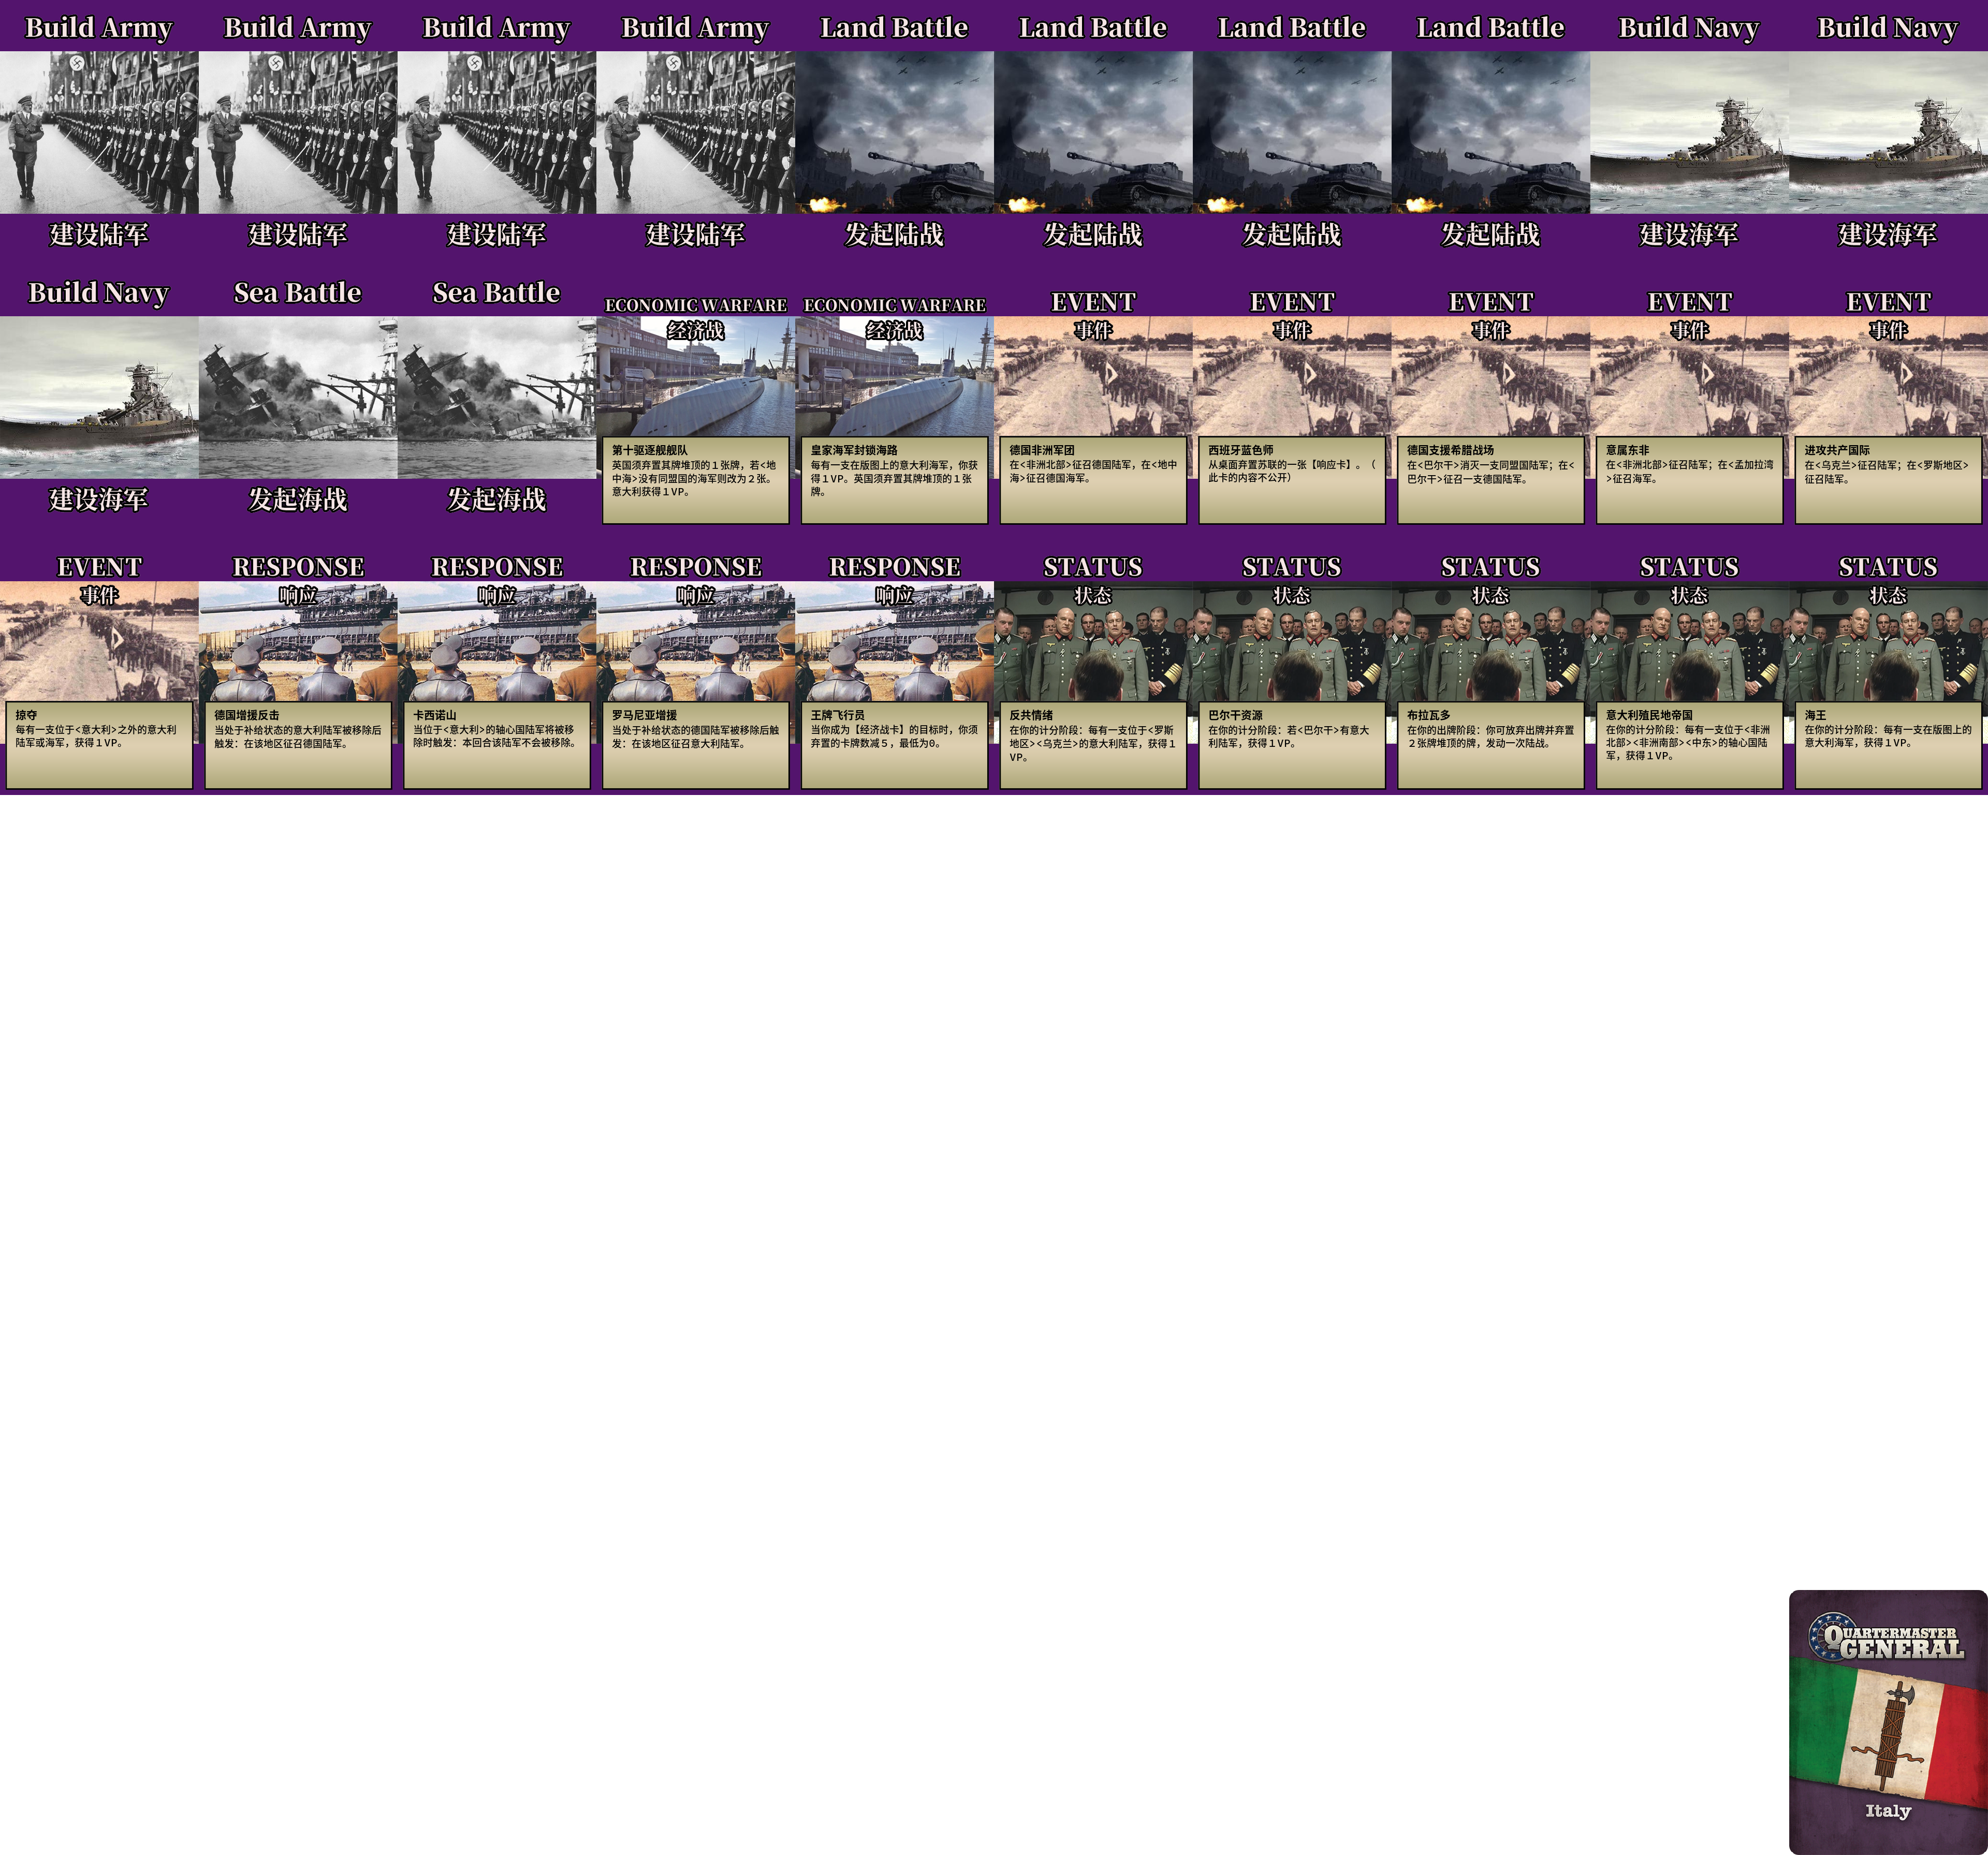 Build Army
建设陆军
Build Army
建设陆军
Build Army
建设陆军
Build Army
建设陆军
Land Battle
发起陆战
Land Battle
发起陆战
Land Battle
发起陆战
Land Battle
发起陆战
Build Navy
建设海军
Build Navy
建设海军
Build Navy
建设海军
Sea Battle
发起海战
Sea Battle
发起海战
ECONOMIC WARFARE
经济战
第十驱逐舰舰队
英国须弃置其牌堆顶的１张牌，若<地
中海>没有同盟国的海军则改为２张。
意大利获得１VP。
ECONOMIC WARFARE
经济战
皇家海军封锁海路
每有一支在版图上的意大利海军，你获
得１VP。英国须弃置其牌堆顶的１张
牌。
EVENT
事件
德国非洲军团
在<非洲北部>征召德国陆军，在<地中
海>征召德国海军。
EVENT
事件
西班牙蓝色师
从桌面弃置苏联的一张【响应卡】。（
此卡的内容不公开）
EVENT
事件
德国支援希腊战场
在<巴尔干>消灭一支同盟国陆军；在<
巴尔干>征召一支德国陆军。
EVENT
事件
意属东非
在<非洲北部>征召陆军；在<孟加拉湾
>征召海军。
EVENT
事件
进攻共产国际
在<乌克兰>征召陆军；在<罗斯地区>
征召陆军。
EVENT
事件
掠夺
每有一支位于<意大利>之外的意大利
陆军或海军，获得１VP。
RESPONSE
响应
德国增援反击
当处于补给状态的意大利陆军被移除后
触发：在该地区征召德国陆军。
RESPONSE
响应
卡西诺山
当位于<意大利>的轴心国陆军将被移
除时触发：本回合该陆军不会被移除。
RESPONSE
响应
罗马尼亚增援
当处于补给状态的德国陆军被移除后触
发：在该地区征召意大利陆军。
RESPONSE
响应
王牌飞行员
当你成为【经济战卡】的目标时，你须
弃置的卡牌数减５，最低为0。
STATUS
状态
反共情绪
在你的计分阶段：每有一支位于<罗斯
地区><乌克兰>的意大利陆军，获得１
VP。
STATUS
状态
巴尔干资源
在你的计分阶段：若<巴尔干>有意大
利陆军，获得１VP。
STATUS
状态
布拉瓦多
在你的出牌阶段：你可放弃出牌并弃置
２张牌堆顶的牌，发动一次陆战。
STATUS
状态
意大利殖民地帝国
在你的计分阶段：每有一支位于<非洲
北部><非洲南部><中东>的轴心国陆
军，获得１VP。
STATUS
状态
海王
在你的计分阶段：每有一支在版图上的
意大利海军，获得１VP。
QUARTERMASTER
GENERAL
Italy